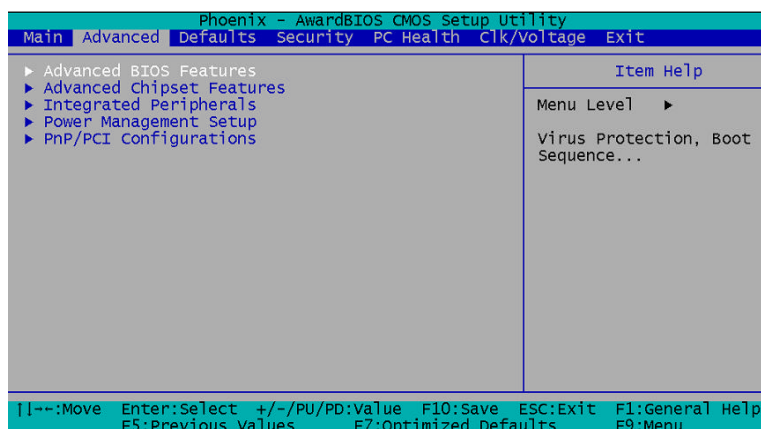 Phoenix - AwardBIOS CMOS Setup Utility
Main Advanced Defaults Security PC Health Clk/Voltage Exit
▶ Advanced BIOS Features
▶ Advanced Chipset Features
▶ Integrated Peripherals
▶ Power Management Setup
▶ PnP/PCI Configurations
Item Help
Menu Level ▶
Virus Protection, Boot
Sequence...
↑↓→←:Move Enter:Select +/-/PU/PD:Value F10:Save ESC:Exit F1:General Help
F5:Previous Values F7:Optimized Defaults F9:Menu